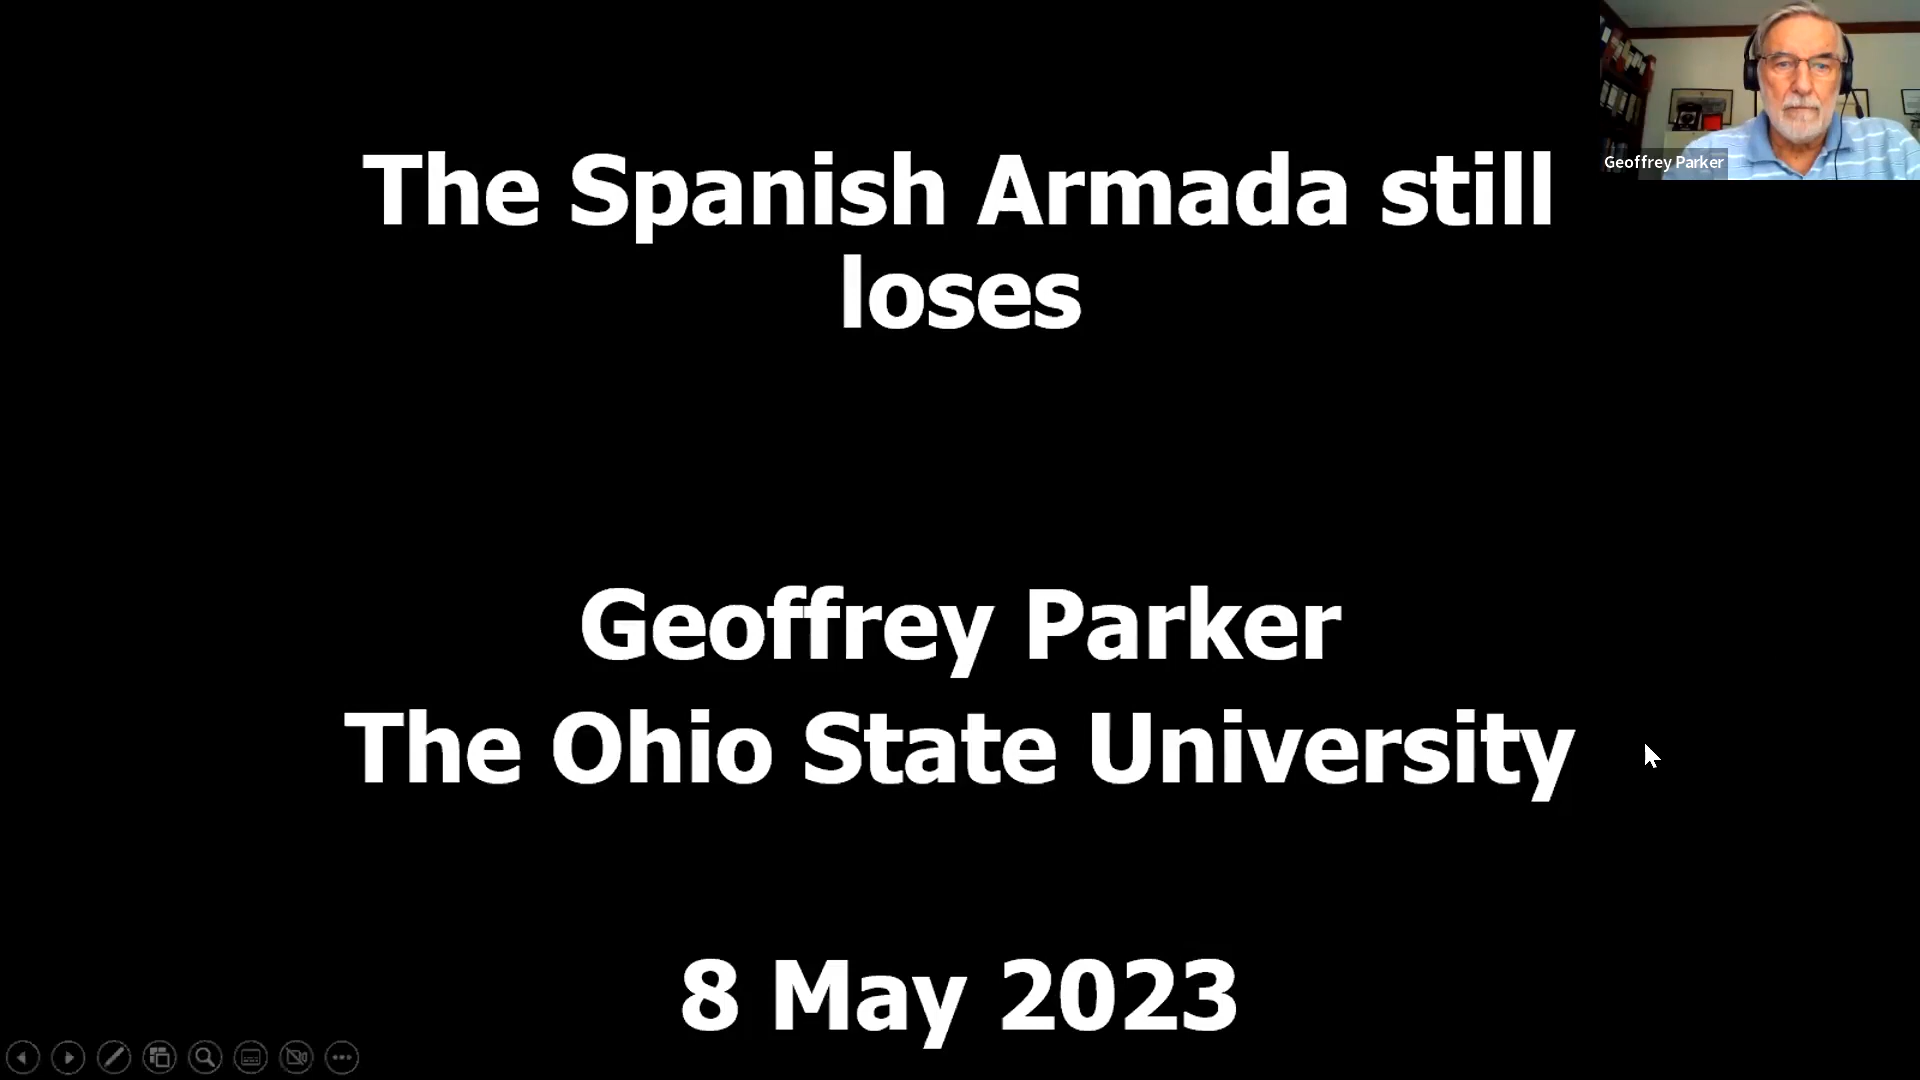 The Spanish Armada still
loses
Geoffrey Parker
Geoffrey Parker
The Ohio State University
8 May 2023